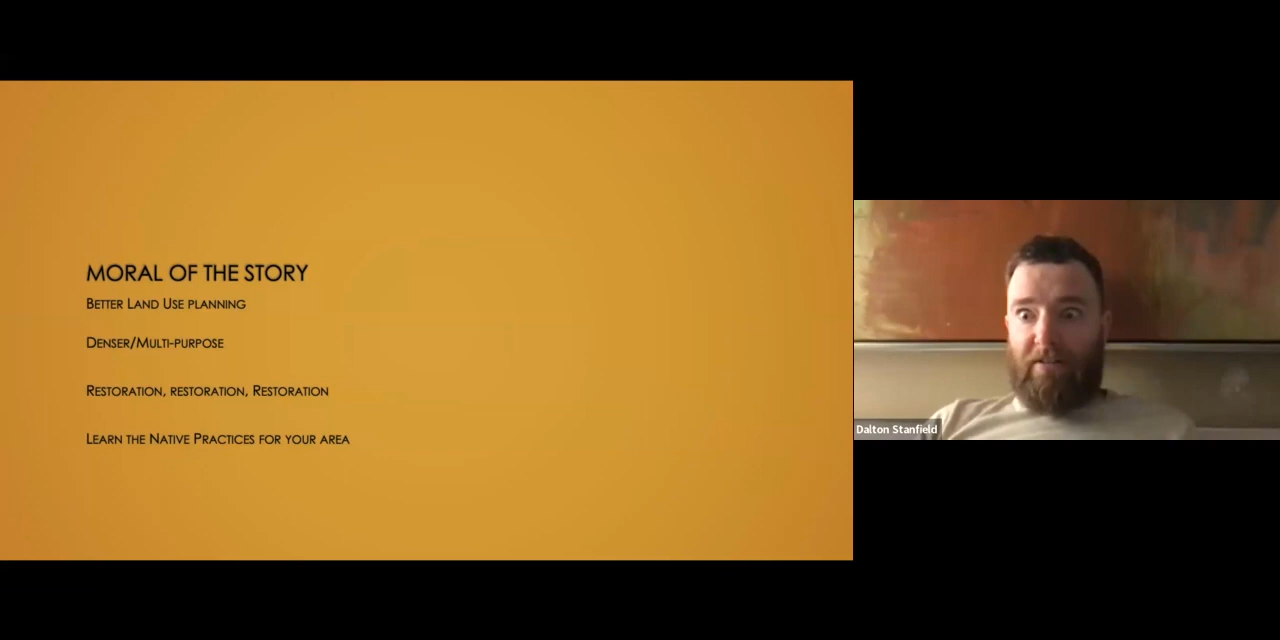 MORAL OF THE STORY
BETTER LAND USE PLANNING
DENSER/MULTI-PURPOSE
RESTORATION, RESTORATION, RESTORATION
LEARN THE NATIVE PRACTICES FOR YOUR AREA
Dalton Stanfield